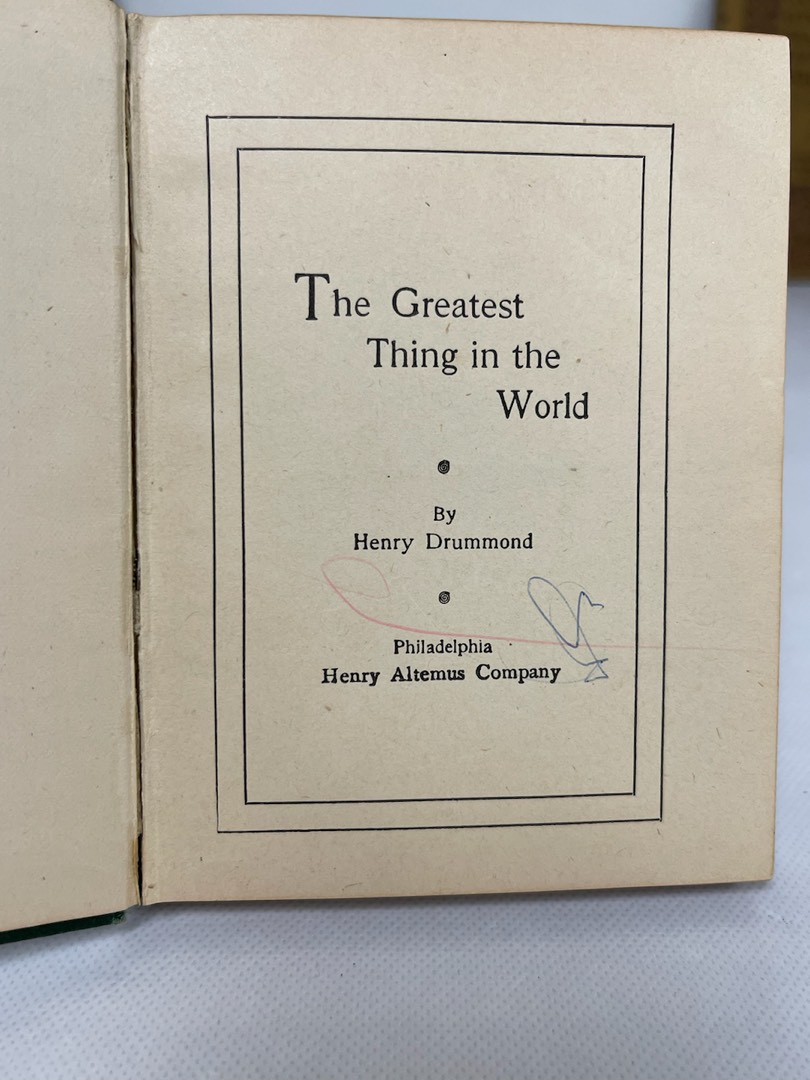 The Greatest
Thing in the
World
By
Henry Drummond
Philadelphia
Henry Altemus Company